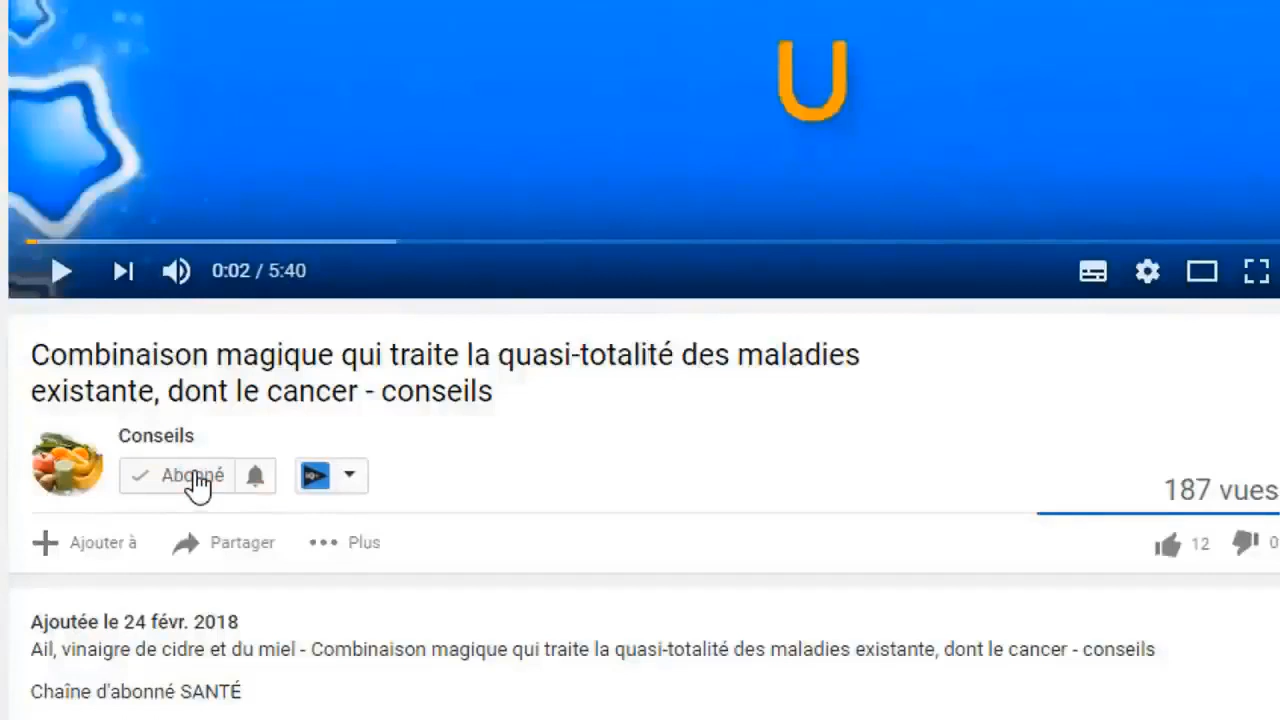 U
0:02 / 5:40
Combinaison magique qui traite la quasi-totalité des maladies
existante, dont le cancer - conseils
Conseils
Abonné
187 vues
Ajouter à
Partager
Plus
12
0
Ajoutée le 24 févr. 2018
Ail, vinaigre de cidre et du miel - Combinaison magique qui traite la quasi-totalité des maladies existante, dont le cancer - conseils
Chaîne d'abonné SANTÉ